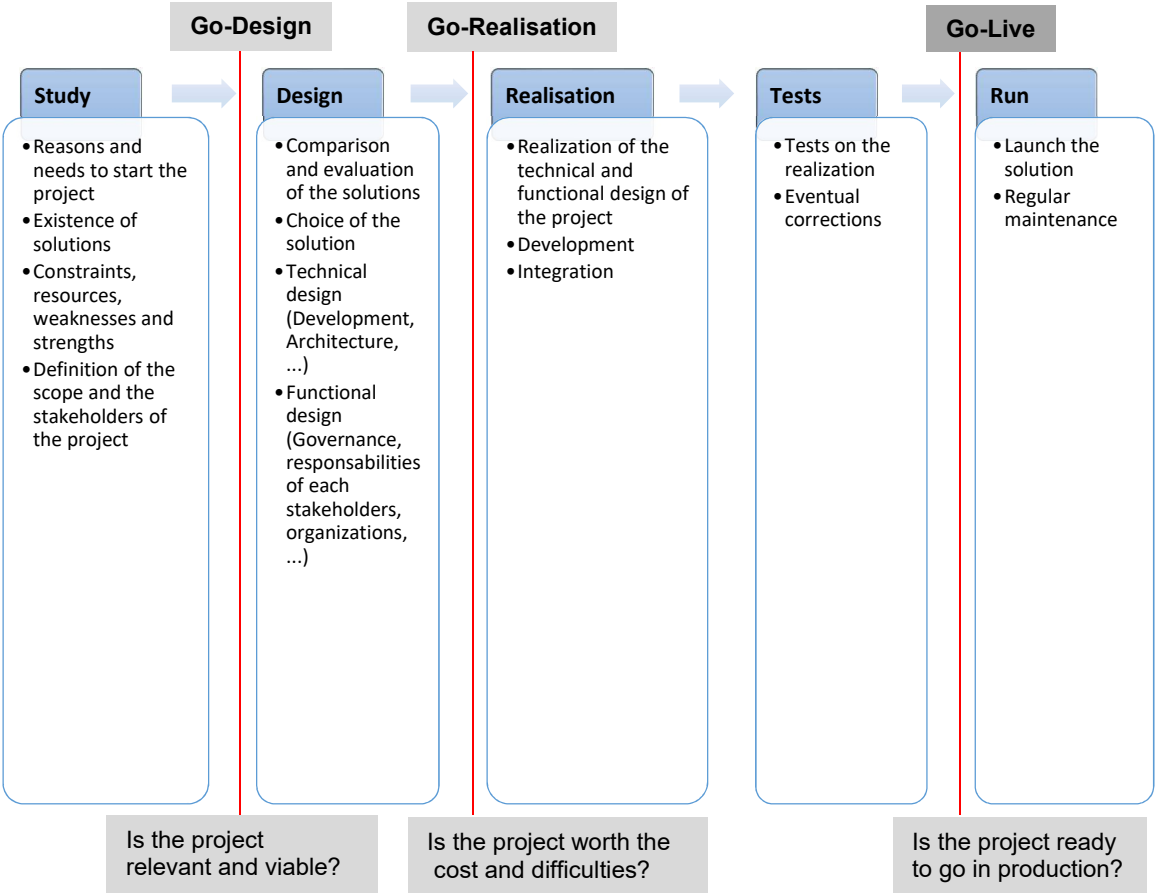 Go-Design
Go-Realisation
Go-Live
Study
Design
Realisation
Tests
Run
•Reasons and
needs to start the
project
•Existence of
solutions
•Constraints,
resources,
weaknesses and
strengths
•Definition of the
scope and the
stakeholders of
the project
•Comparison
and evaluation
of the solutions
•Choice of the
solution
•Technical
design
(Development,
Architecture,
...)
•Functional
design
(Governance,
responsabilities
of each
stakeholders,
organizations,
...)
•Realization of the
technical and
functional design of
the project
•Development
•Integration
•Tests on the
realization
•Eventual
corrections
•Launch the
solution
•Regular
maintenance
Is the project
relevant and viable?
Is the project worth the
cost and difficulties?
Is the project ready
to go in production?